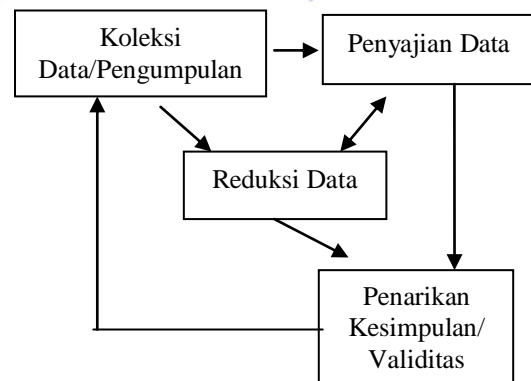 Koleksi
Data/Pengumpulan
Penyajian Data
Reduksi Data
Penarikan
Kesimpulan/
Validitas